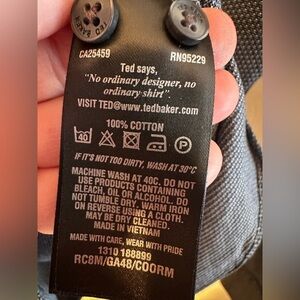 TED BAKER
CA25459 RN95229
Ted says,
"No ordinary designer, no
ordinary shirt".
VISIT TED@www.tedbaker.com
100% COTTON
40 P
IF IT'S NOT TOO DIRTY, WASH AT 30°C
MACHINE WASH AT 40C. DO NOT
USE PRODUCTS CONTAINING
BLEACH, OIL OR ALCOHOL. DO
NOT TUMBLE DRY. WARM IRON
ON REVERSE USING A CLOTH.
MAY BE DRY CLEANED.
MADE IN VIETNAM
MADE WITH CARE, WEAR WITH PRIDE
1310 188899
RC8M/GA48/COORM